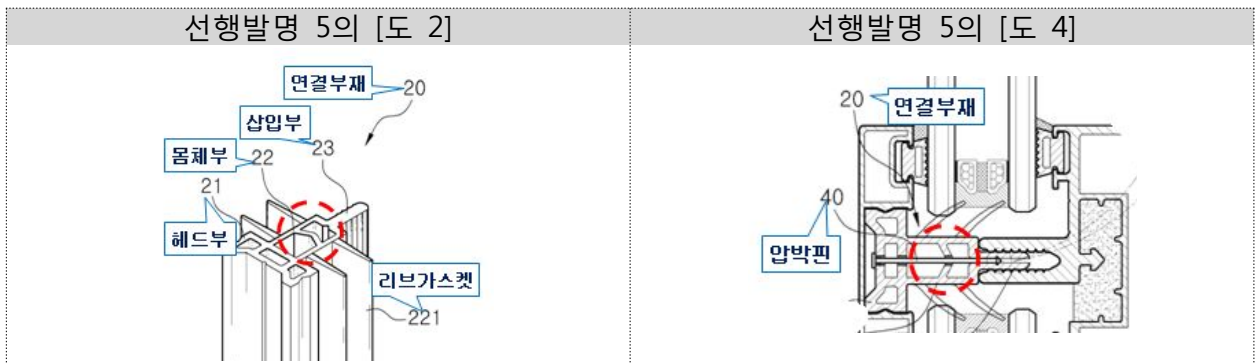 선행발명 5의 [도 2]
선행발명 5의 [도 4]
연결부재 20
삽입부
23
몸체부 22
21
헤드부
리브가스켓
221
20 연결부재
40
압박핀